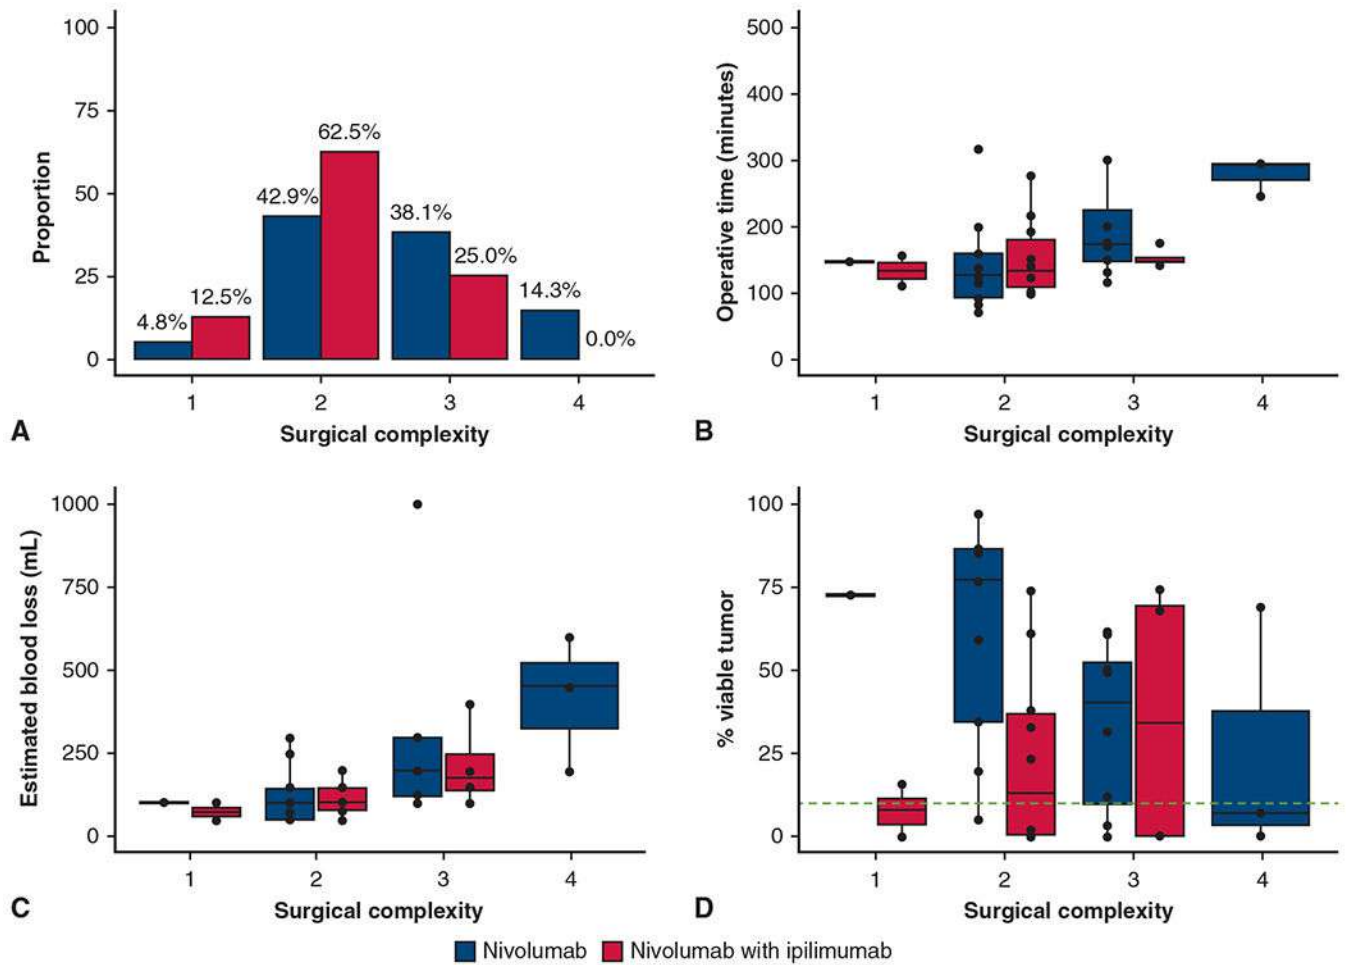 100
75
50
25
0
Proportion
4.8%
12.5%
42.9%
62.5%
38.1%
25.0%
14.3%
0.0%
1 2 3 4
Surgical complexity
A
500
400
300
200
100
0
Operative time (minutes)
1 2 3 4
Surgical complexity
B
1000
750
500
250
0
Estimated blood loss (mL)
1 2 3 4
Surgical complexity
C
100
75
50
25
0
% viable tumor
1 2 3 4
Surgical complexity
D
Nivolumab Nivolumab with ipilimumab